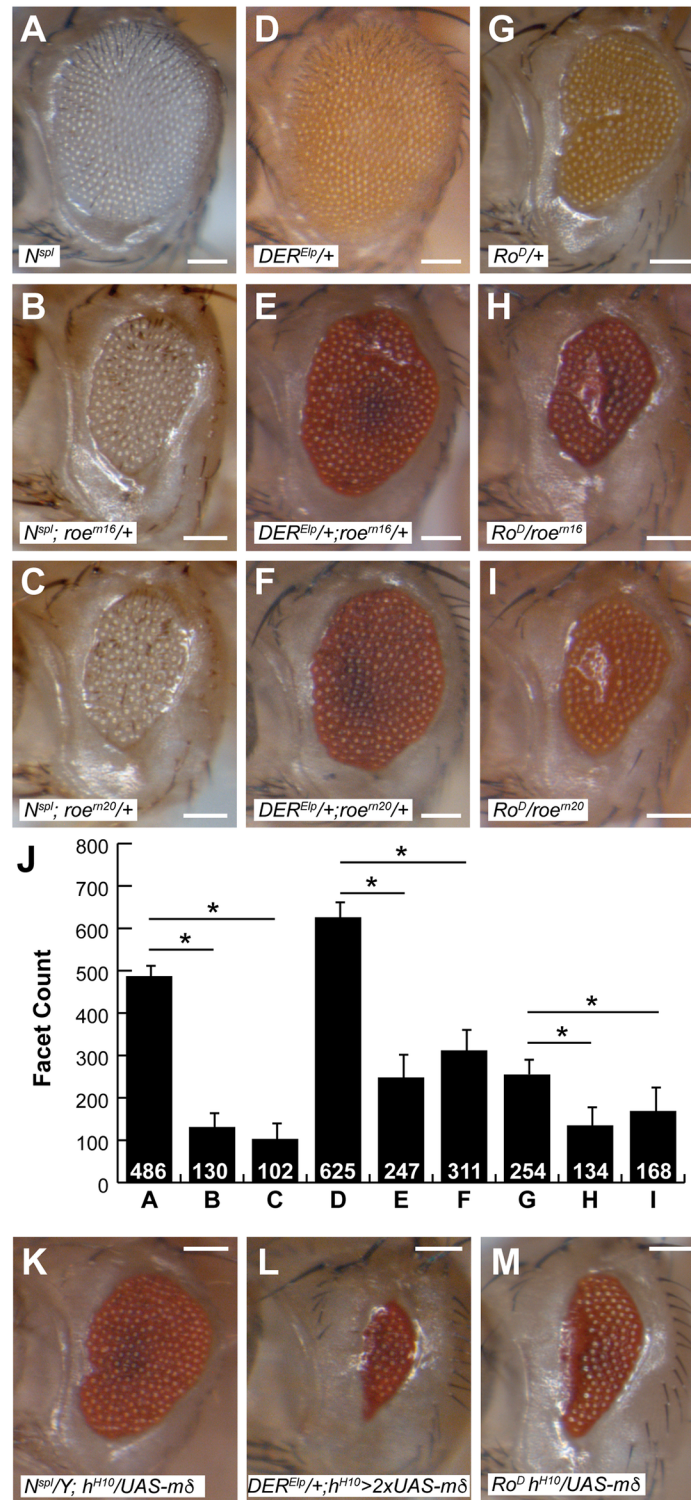 A
D
G
N^spl
DER^Elp/+
Ro^D/+
B
E
H
N^spl; roe^rn16/+
DER^Elp/+;roe^rn16/+
Ro^D/roe^rn16
C
F
I
N^spl; roe^rn20/+
DER^Elp/+;roe^rn20/+
Ro^D/roe^rn20
J
Facet Count
800
700
600
500
400
300
200
100
0
*
*
*
*
*
*
486
130
102
625
247
311
254
134
168
A
B
C
D
E
F
G
H
I
K
L
M
N^spl/Y; h^H10/UAS-mδ
DER^Elp/+;h^H10>2xUAS-mδ
Ro^D h^H10/UAS-mδ